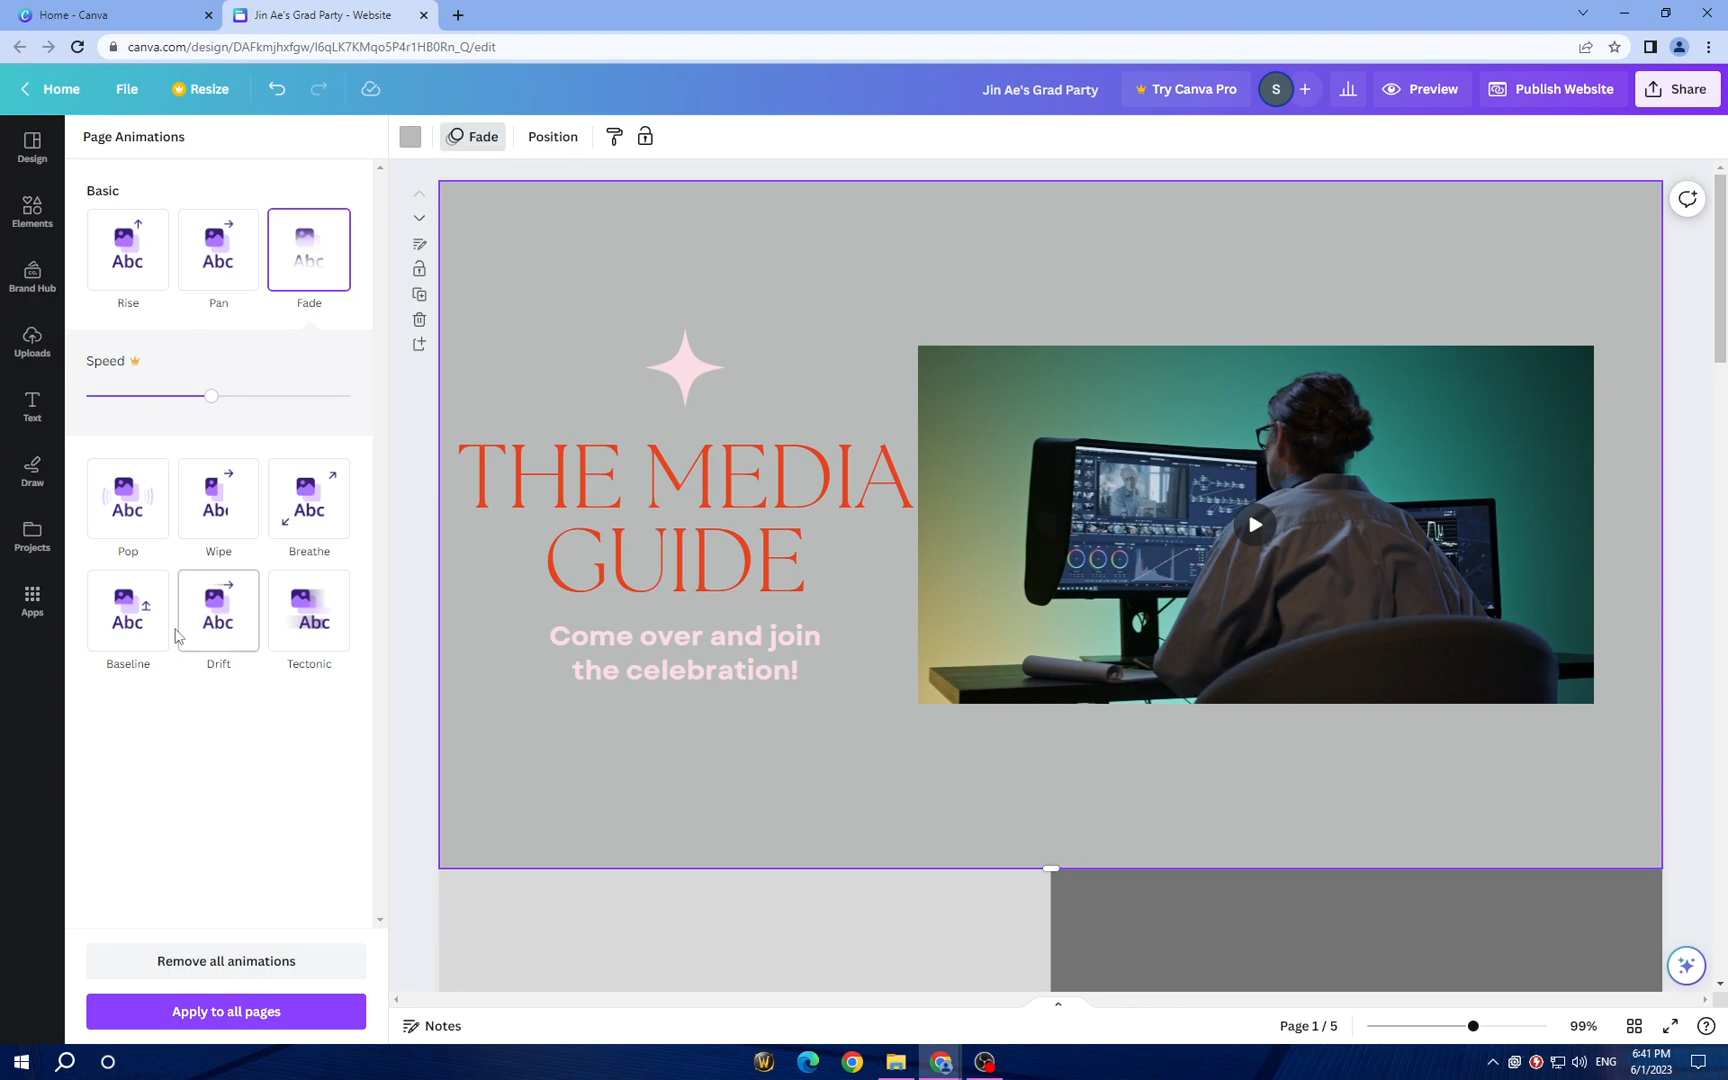 Home - Canva
Jin Ae's Grad Party - Website
canva.com/design/DAFkmjhxfgw/I6qLK7KMqo5P4r1HB0Rn_Q/edit
Home
File
Resize
Jin Ae's Grad Party
Try Canva Pro
S
Preview
Publish Website
Share
Design
Elements
Brand Hub
Uploads
Text
Draw
Projects
Apps
Page Animations
Basic
Abc
Abc
Abc
Rise
Pan
Fade
Speed
Abc
Abc
Abc
Pop
Wipe
Breathe
Abc
Abc
Abc
Baseline
Drift
Tectonic
Remove all animations
Apply to all pages
Fade
Position
THE MEDIA
GUIDE
Come over and join
the celebration!
Notes
Page 1 / 5
99%
ENG
6:41 PM
6/1/2023